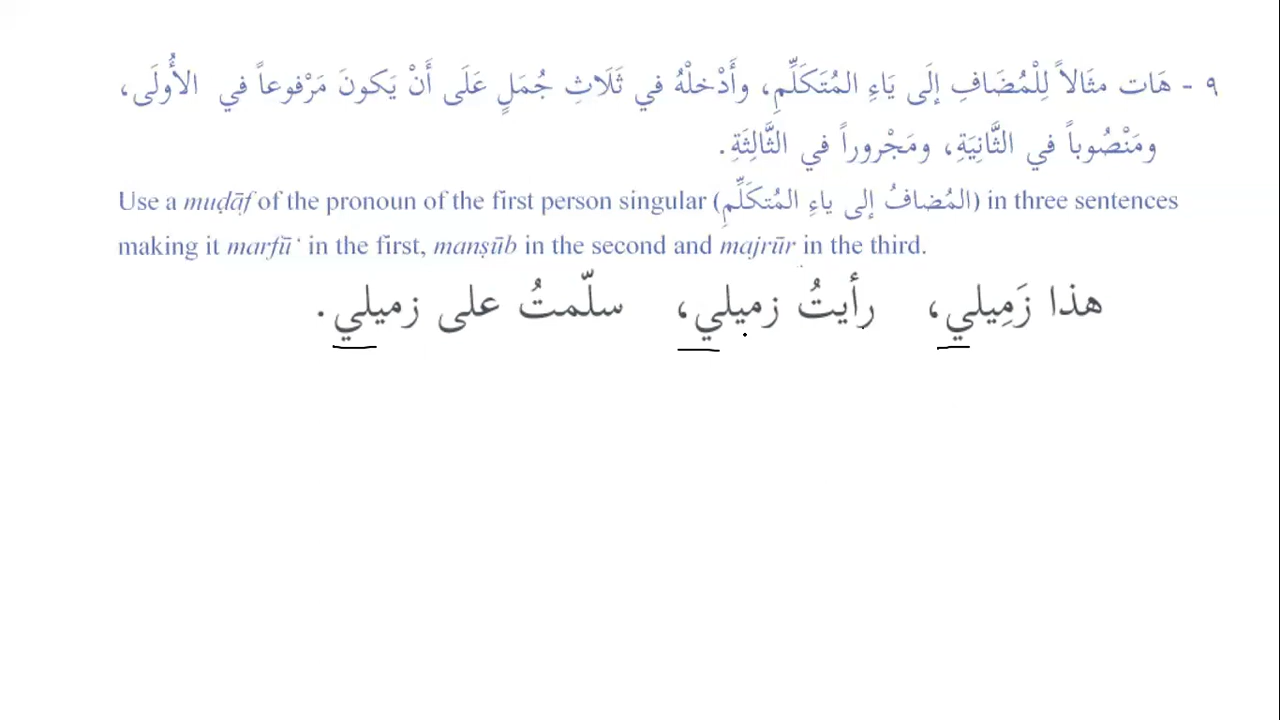 ٩ - هَات مثَالاً لِلْمُضَافِ إلَى يَاءِ المُتَكَلِّمِ، وأَدْخلْهُ في ثَلَاثِ جُمَلٍ عَلَى أَنْ يَكونَ مَرْفوعاً في الأُولَى،
ومَنْصُوباً في الثَّانِيَةِ، ومَجْروراً في الثَّالِثَةِ.
Use a muḍāf of the pronoun of the first person singular (المُضافُ إلى ياءِ المُتكَلِّمِ) in three sentences
making it marfūʿ in the first, manṣūb in the second and majrūr in the third.
هذا زَمِيلي، رأيتُ زميلي، سلّمتُ على زميلي.